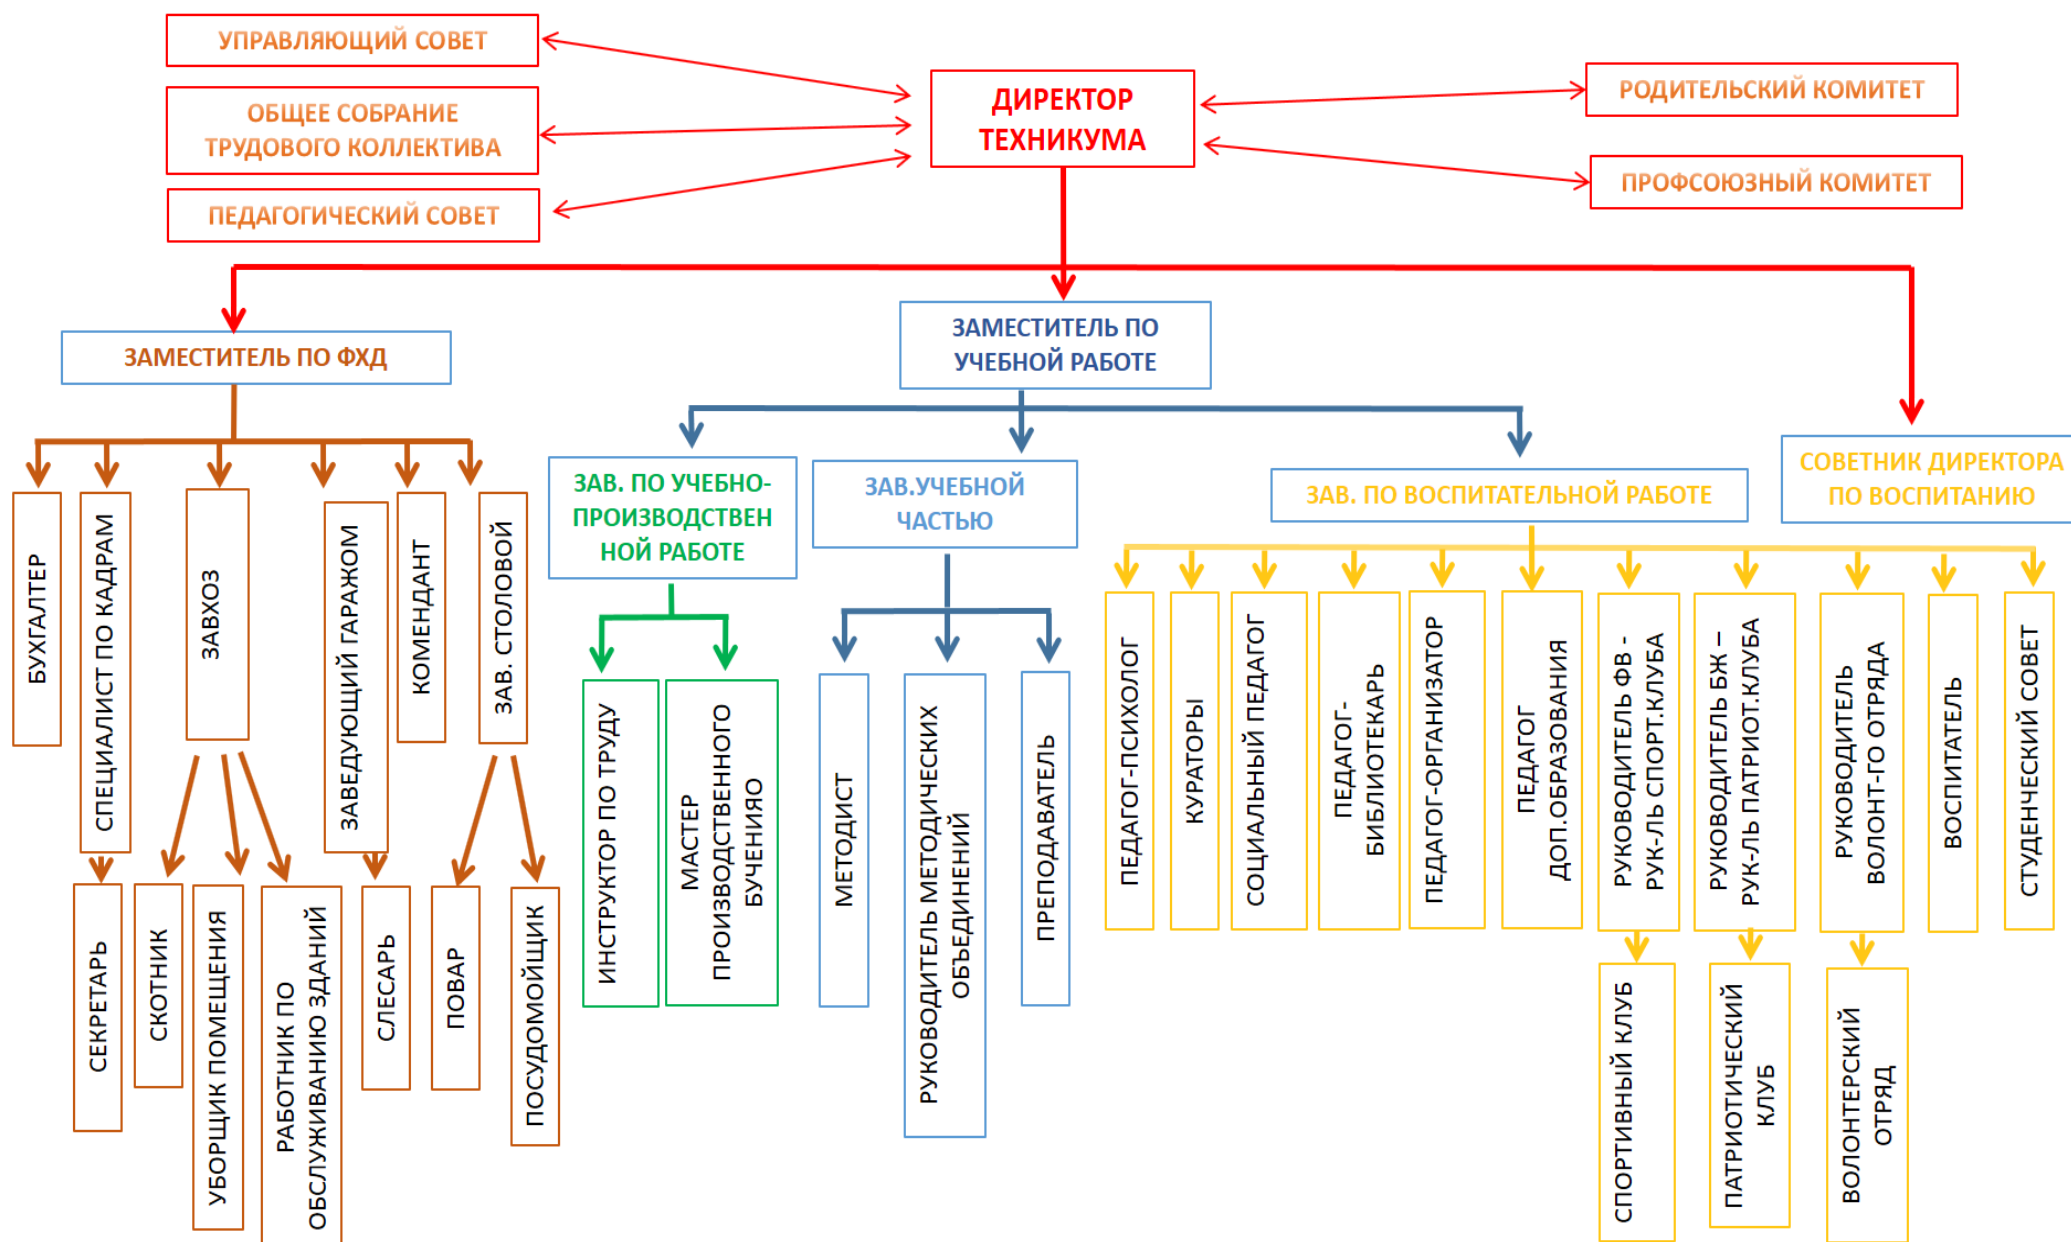 УПРАВЛЯЮЩИЙ СОВЕТ
ОБЩЕЕ СОБРАНИЕ
ТРУДОВОГО КОЛЛЕКТИВА
ПЕДАГОГИЧЕСКИЙ СОВЕТ
ДИРЕКТОР
ТЕХНИКУМА
РОДИТЕЛЬСКИЙ КОМИТЕТ
ПРОФСОЮЗНЫЙ КОМИТЕТ
ЗАМЕСТИТЕЛЬ ПО ФХД
ЗАМЕСТИТЕЛЬ ПО
УЧЕБНОЙ РАБОТЕ
СОВЕТНИК ДИРЕКТОРА
ПО ВОСПИТАНИЮ
ЗАВ. ПО УЧЕБНО-
ПРОИЗВОДСТВЕН
НОЙ РАБОТЕ
ЗАВ.УЧЕБНОЙ
ЧАСТЬЮ
ЗАВ. ПО ВОСПИТАТЕЛЬНОЙ РАБОТЕ
БУХГАЛТЕР
СПЕЦИАЛИСТ ПО КАДРАМ
ЗАВХОЗ
ЗАВЕДУЮЩИЙ ГАРАЖОМ
КОМЕНДАНТ
ЗАВ. СТОЛОВОЙ
СЕКРЕТАРЬ
СКОТНИК
УБОРЩИК ПОМЕЩЕНИЯ
РАБОТНИК ПО
ОБСЛУЖИВАНИЮ ЗДАНИЙ
СЛЕСАРЬ
ПОВАР
ПОСУДОМОЙЩИК
ИНСТРУКТОР ПО ТРУДУ
МАСТЕР
ПРОИЗВОДСТВЕННОГО
БУЧЕНИЯО
МЕТОДИСТ
РУКОВОДИТЕЛЬ МЕТОДИЧЕСКИХ
ОБЪЕДИНЕНИЙ
ПРЕПОДАВАТЕЛЬ
ПЕДАГОГ-ПСИХОЛОГ
КУРАТОРЫ
СОЦИАЛЬНЫЙ ПЕДАГОГ
ПЕДАГОГ-
БИБЛИОТЕКАРЬ
ПЕДАГОГ-ОРГАНИЗАТОР
ПЕДАГОГ
ДОП.ОБРАЗОВАНИЯ
РУКОВОДИТЕЛЬ ФВ -
РУК-ЛЬ СПОРТ.КЛУБА
РУКОВОДИТЕЛЬ БЖ –
РУК-ЛЬ ПАТРИОТ.КЛУБА
РУКОВОДИТЕЛЬ
ВОЛОНТ-ГО ОТРЯДА
ВОСПИТАТЕЛЬ
СТУДЕНЧЕСКИЙ СОВЕТ
СПОРТИВНЫЙ КЛУБ
ПАТРИОТИЧЕСКИЙ
КЛУБ
ВОЛОНТЕРСКИЙ
ОТРЯД